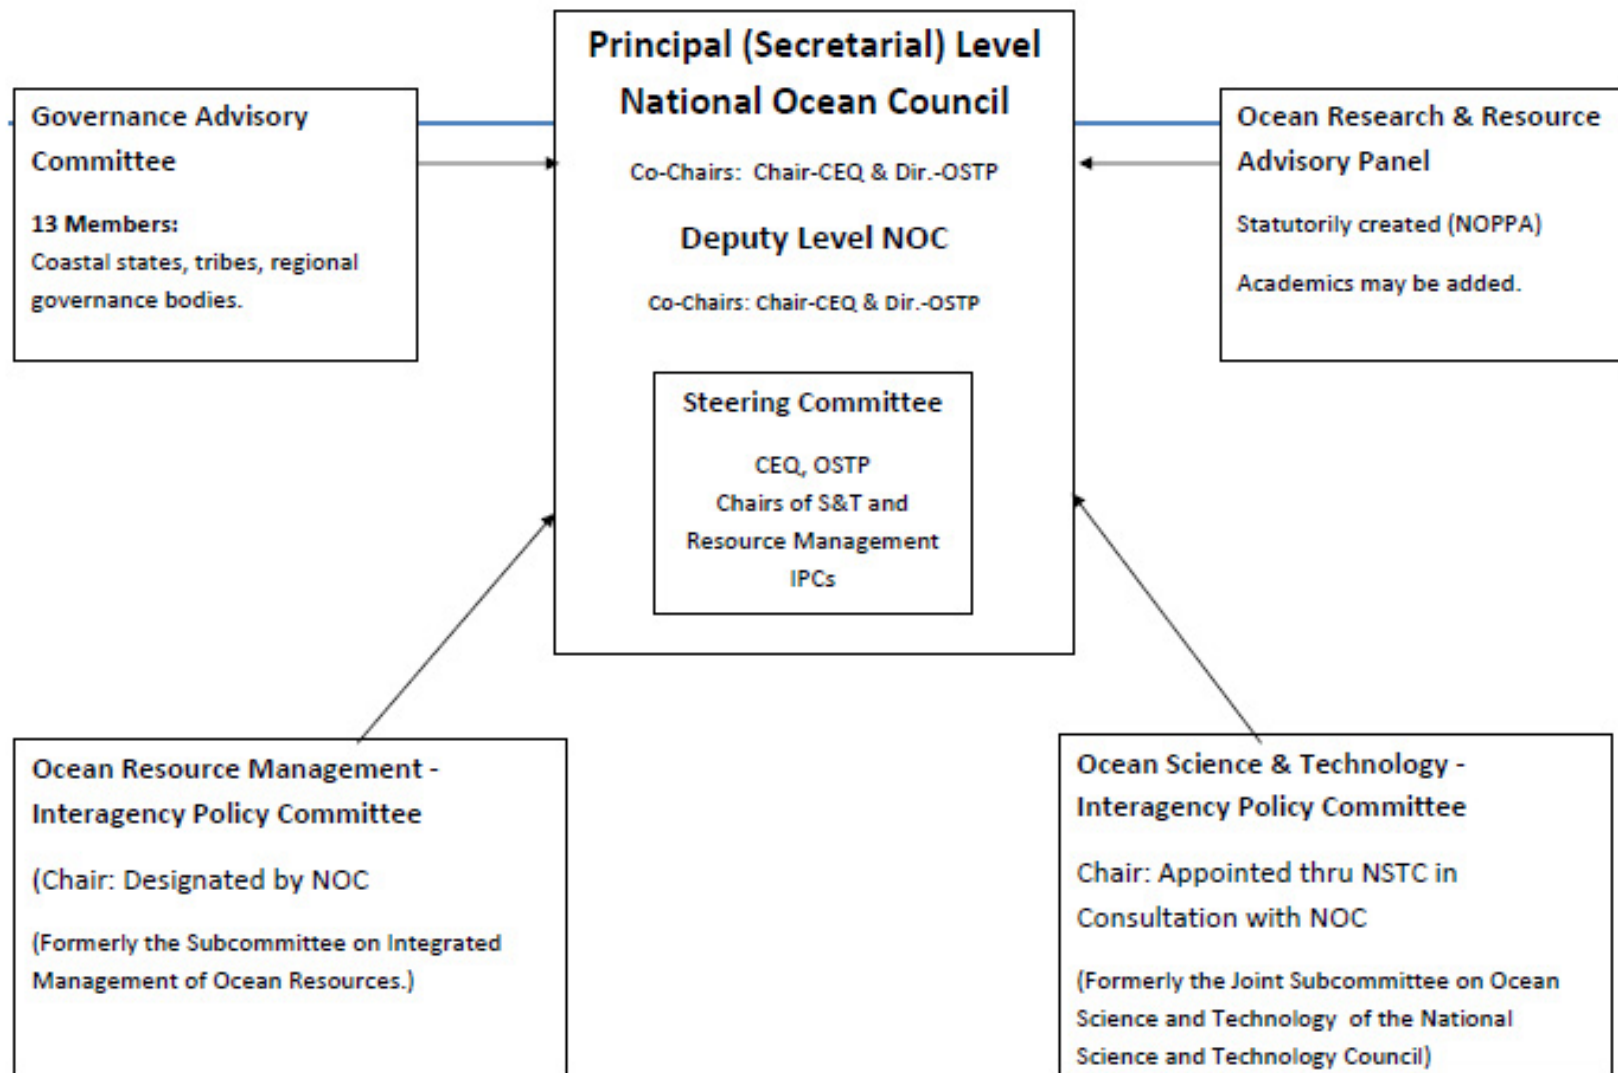 Principal (Secretarial) Level
National Ocean Council
Co-Chairs: Chair-CEQ & Dir.-OSTP
Deputy Level NOC
Co-Chairs: Chair-CEQ & Dir.-OSTP
Steering Committee
CEQ, OSTP
Chairs of S&T and
Resource Management
IPCs
Governance Advisory
Committee
13 Members:
Coastal states, tribes, regional
governance bodies.
Ocean Research & Resource
Advisory Panel
Statutorily created (NOPPA)
Academics may be added.
Ocean Resource Management -
Interagency Policy Committee
(Chair: Designated by NOC
(Formerly the Subcommittee on Integrated
Management of Ocean Resources.)
Ocean Science & Technology -
Interagency Policy Committee
Chair: Appointed thru NSTC in
Consultation with NOC
(Formerly the Joint Subcommittee on Ocean
Science and Technology of the National
Science and Technology Council)